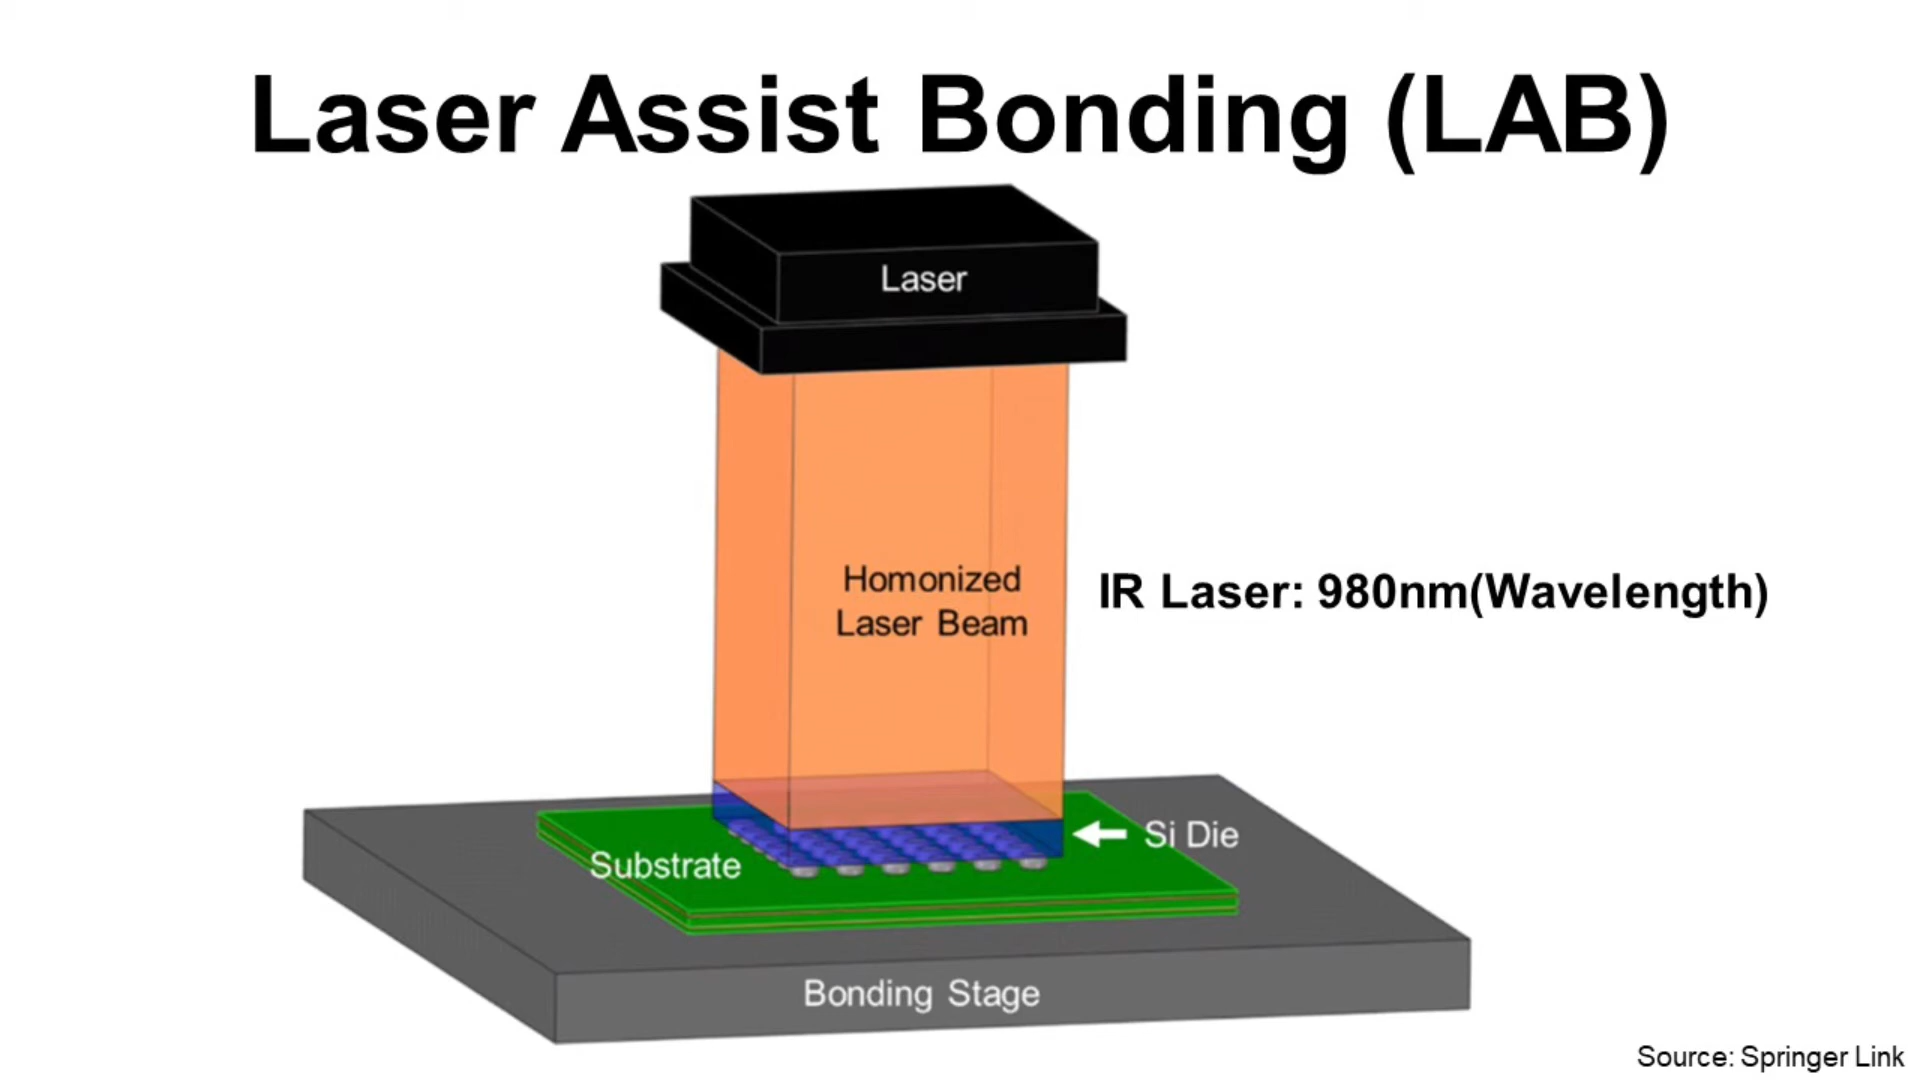 Laser Assist Bonding (LAB)
Laser
Homonized
Laser Beam
IR Laser: 980nm(Wavelength)
Si Die
Substrate
Bonding Stage
Source: Springer Link